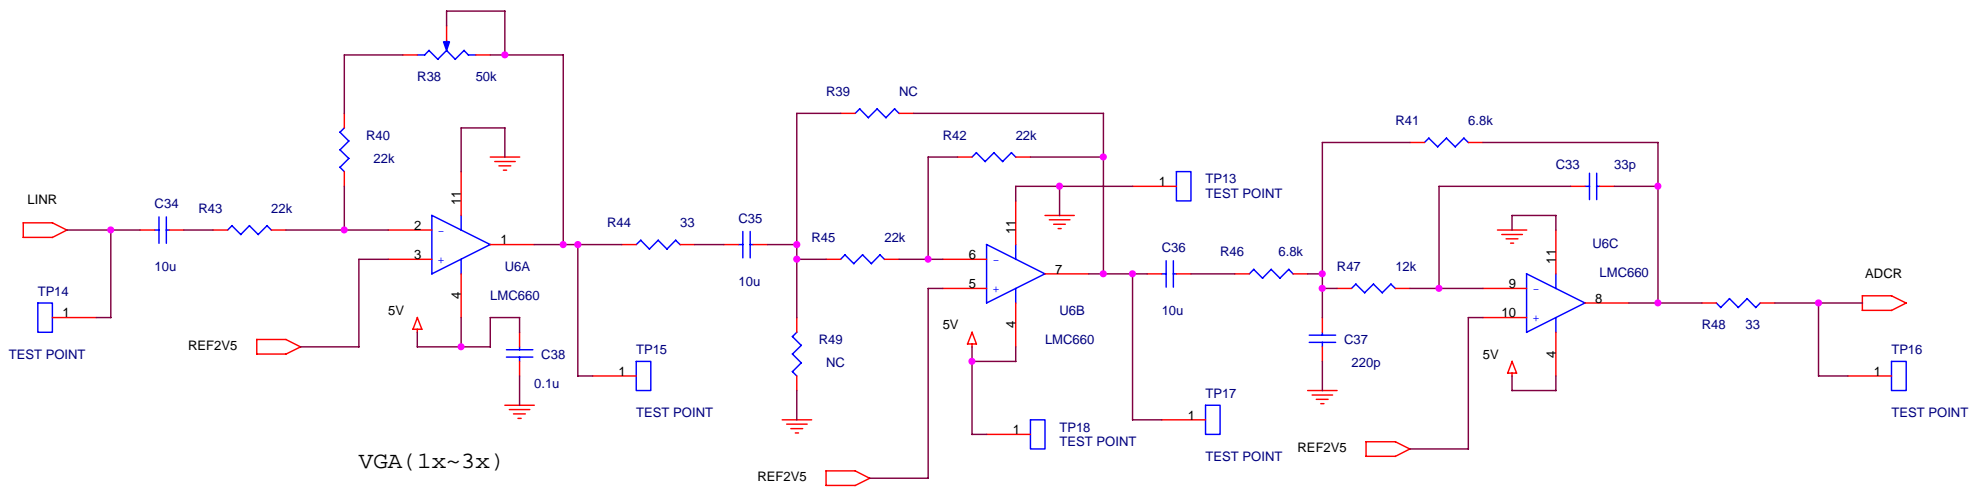 R38 50k
R39 NC
R40
22k
R42 22k
R41 6.8k
C33 33p
LINR
C34
10u
R43 22k
11
2
3
1
4
U6A
LMC660
5V
TP14
1
TEST POINT
REF2V5
C38
0.1u
R44 33
C35
10u
TP15
1
TEST POINT
R45 22k
R49
NC
11
6
5
7
4
U6B
LMC660
5V
1
TP13
TEST POINT
1
TP18
TEST POINT
REF2V5
C36
10u
R46 6.8k
TP17
1
TEST POINT
R47 12k
C37
220p
11
9
10
8
4
U6C
LMC660
5V
REF2V5
R48 33
ADCR
TP16
1
TEST POINT
VGA(1x~3x)